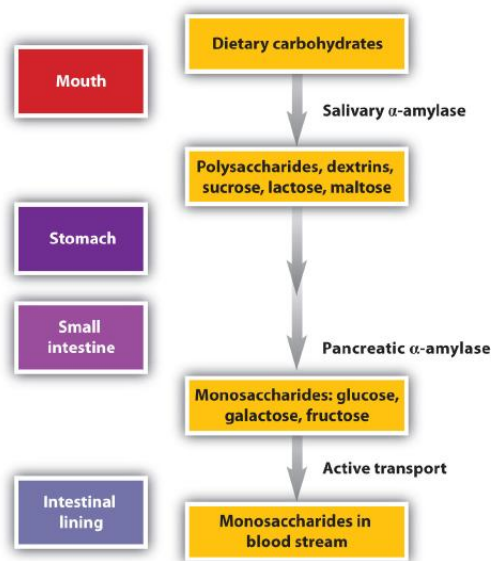 Dietary carbohydrates
Mouth
Salivary α-amylase
Polysaccharides, dextrins,
sucrose, lactose, maltose
Stomach
Small
intestine
Pancreatic α-amylase
Monosaccharides: glucose,
galactose, fructose
Active transport
Intestinal
lining
Monosaccharides in
blood stream